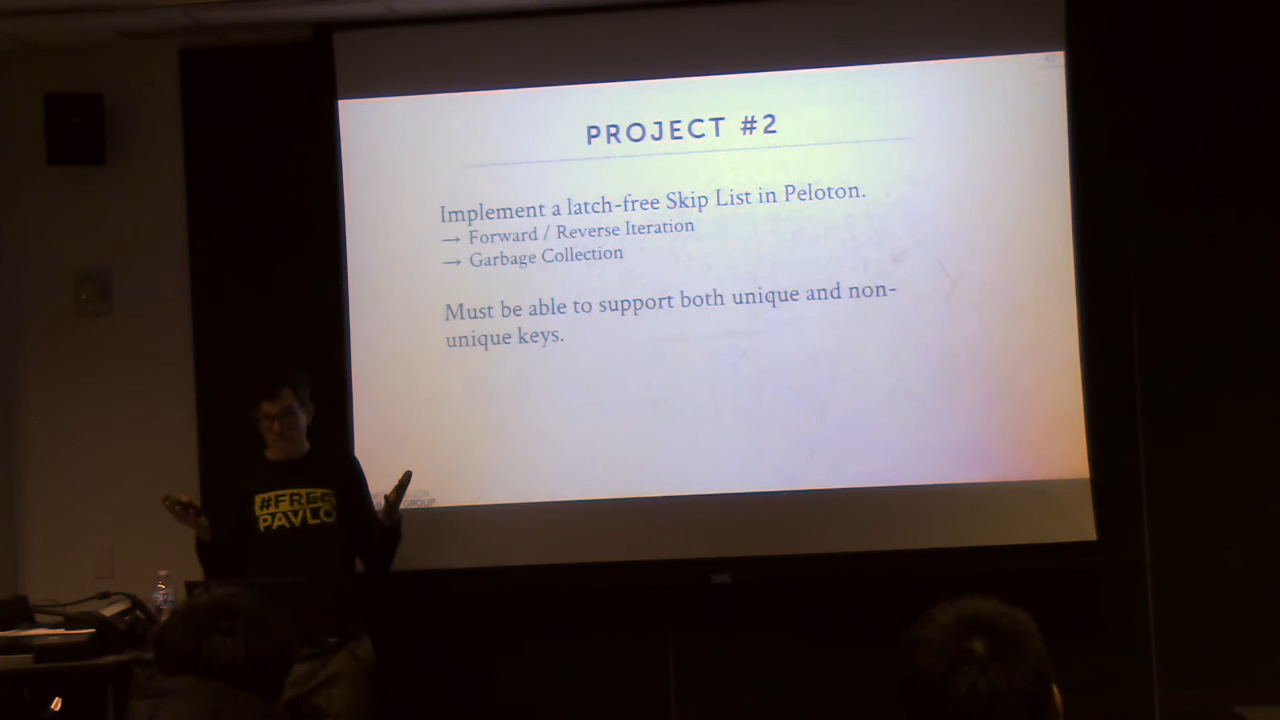 PROJECT #2
Implement a latch-free Skip List in Peloton.
→ Forward / Reverse Iteration
→ Garbage Collection
Must be able to support both unique and non-
unique keys.
#FREE
PAVLO
GROUP